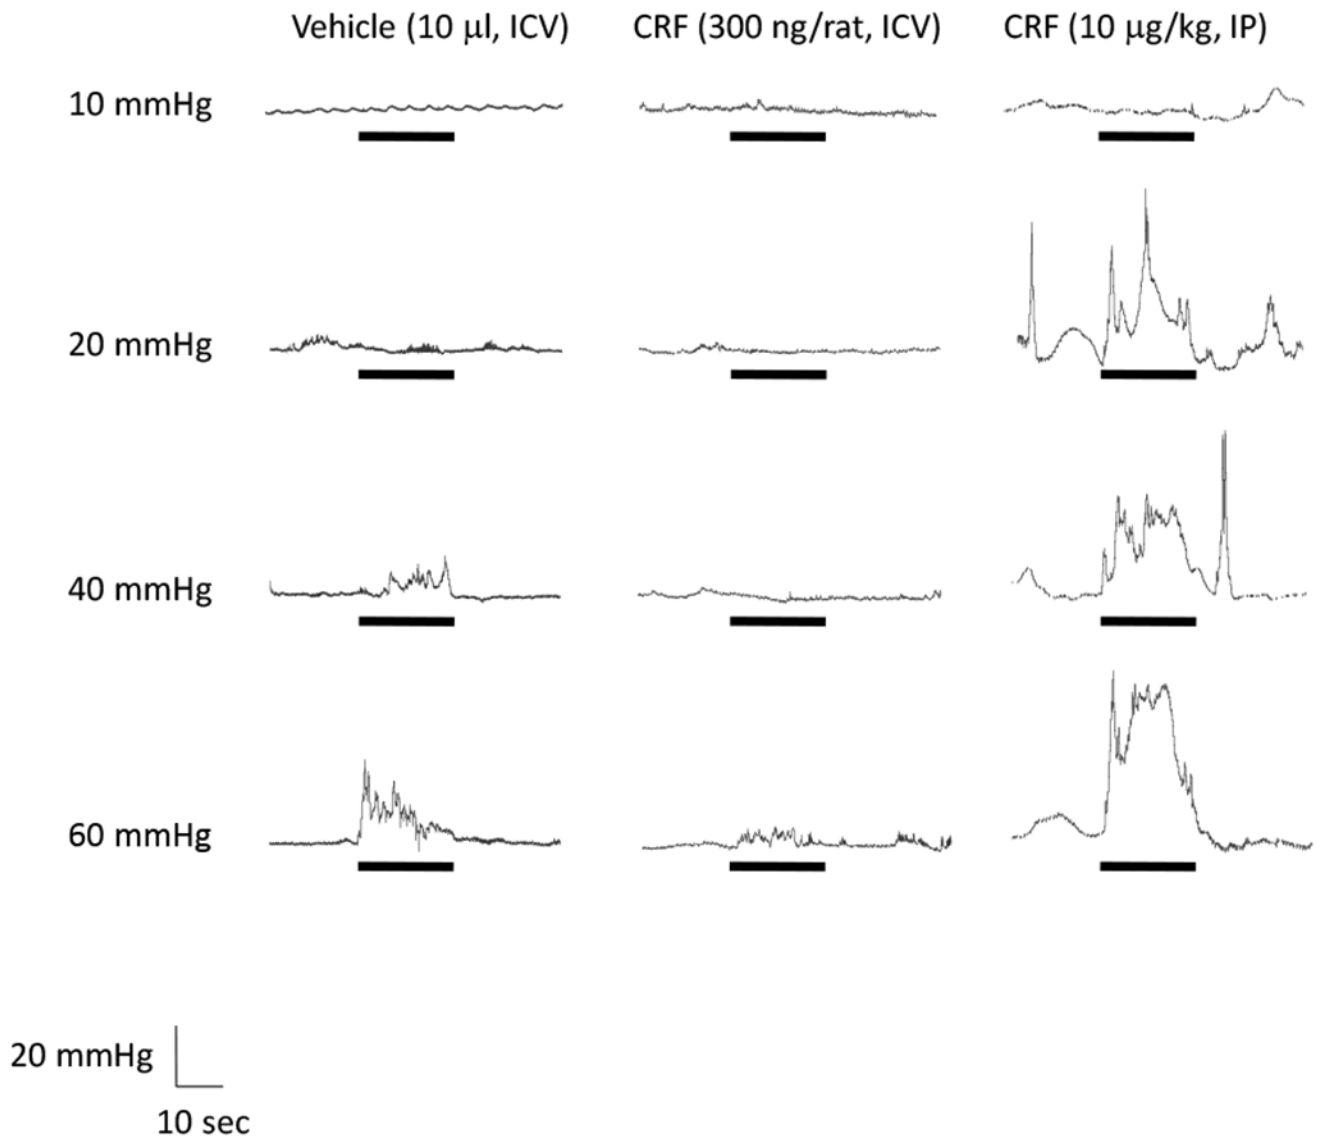 Vehicle (10 μl, ICV) CRF (300 ng/rat, ICV) CRF (10 μg/kg, IP)
10 mmHg
20 mmHg
40 mmHg
60 mmHg
20 mmHg
10 sec